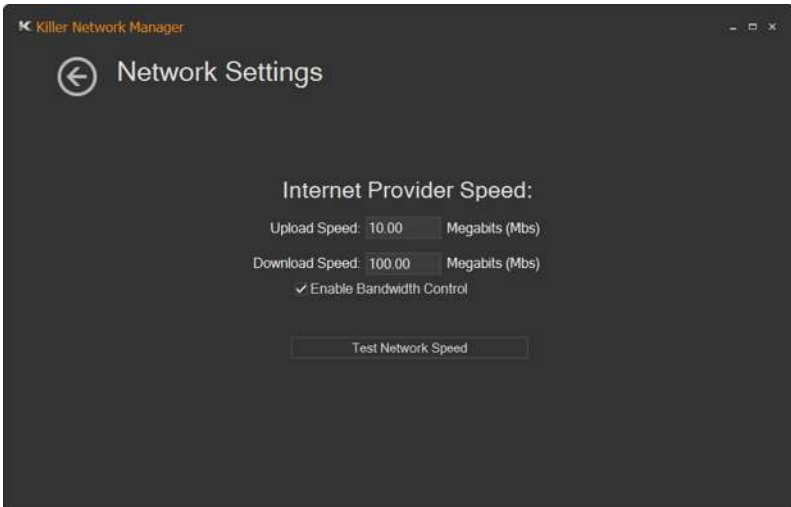 Killer Network Manager
Network Settings
Internet Provider Speed:
Upload Speed: 10.00 Megabits (Mbs)
Download Speed: 100.00 Megabits (Mbs)
Enable Bandwidth Control
Test Network Speed